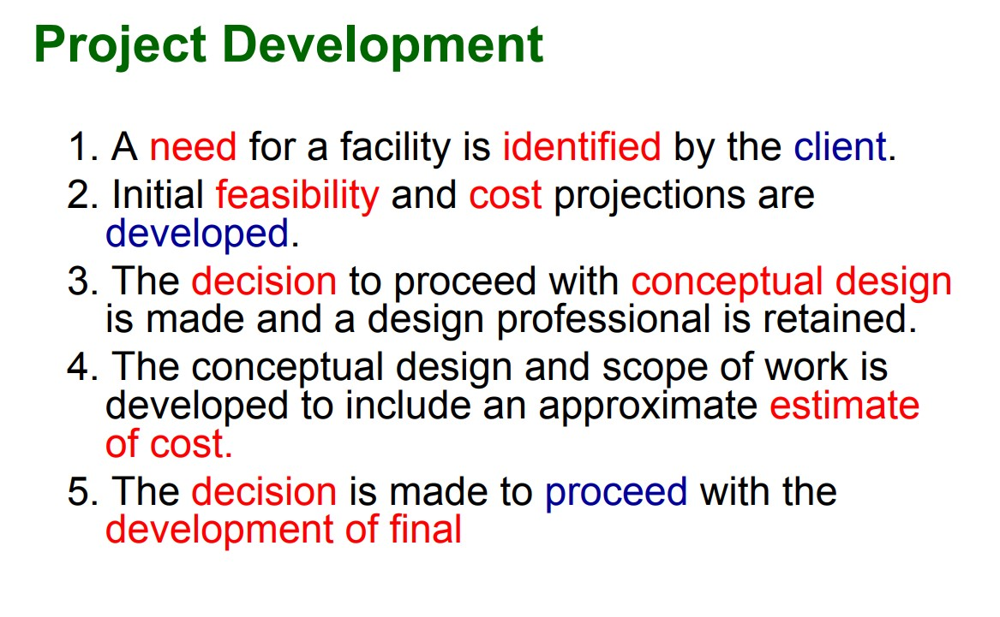 Project Development
1. A need for a facility is identified by the client.
2. Initial feasibility and cost projections are
developed.
3. The decision to proceed with conceptual design
is made and a design professional is retained.
4. The conceptual design and scope of work is
developed to include an approximate estimate
of cost.
5. The decision is made to proceed with the
development of final